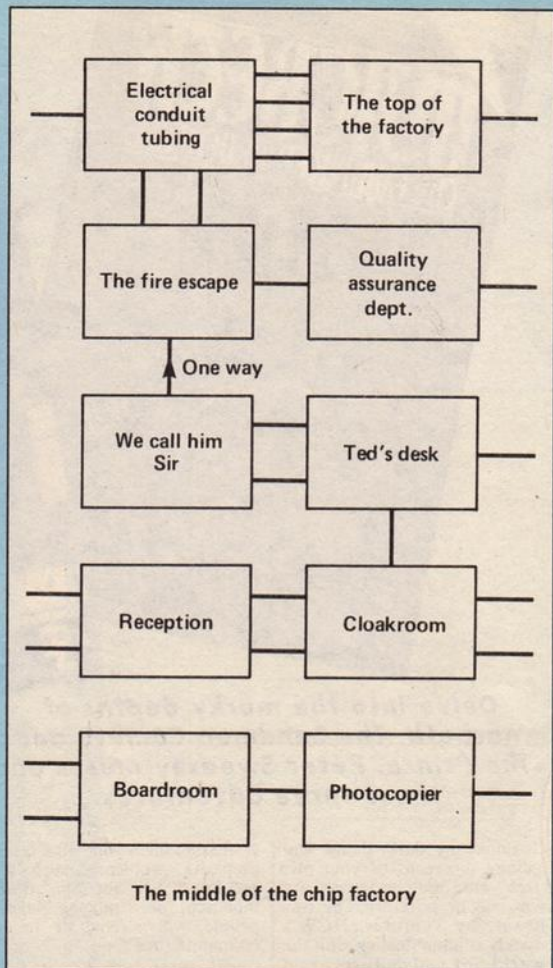 Electrical
conduit
tubing
The top of
the factory
The fire escape
Quality
assurance
dept.
One way
We call him
Sir
Ted's desk
Reception
Cloakroom
Boardroom
Photocopier
The middle of the chip factory